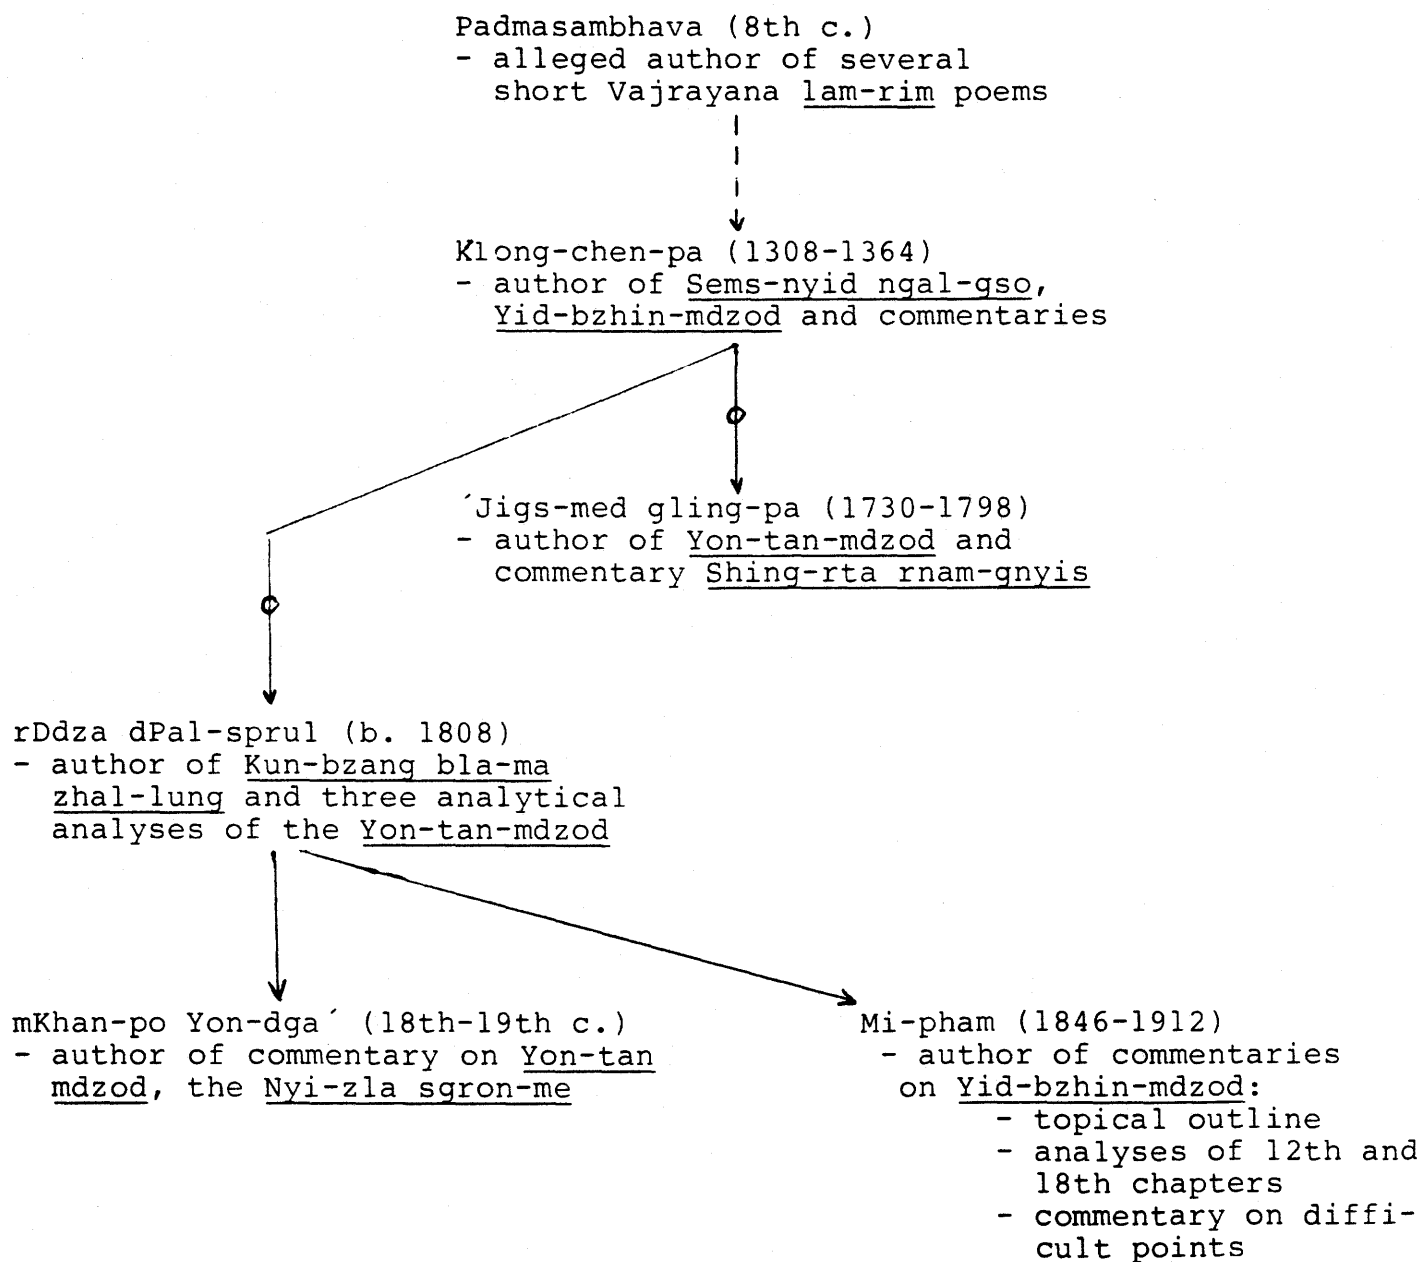 Padmasambhava (8th c.)
- alleged author of several
short Vajrayana lam-rim poems
Klong-chen-pa (1308-1364)
- author of Sems-nyid ngal-gso,
Yid-bzhin-mdzod and commentaries
´Jigs-med gling-pa (1730-1798)
- author of Yon-tan-mdzod and
commentary Shing-rta rnam-gnyis
rDdza dPal-sprul (b. 1808)
- author of Kun-bzang bla-ma
zhal-lung and three analytical
analyses of the Yon-tan-mdzod
mKhan-po Yon-dga´ (18th-19th c.)
- author of commentary on Yon-tan
mdzod, the Nyi-zla sgron-me
Mi-pham (1846-1912)
- author of commentaries
on Yid-bzhin-mdzod:
- topical outline
- analyses of 12th and
18th chapters
- commentary on diffi-
cult points